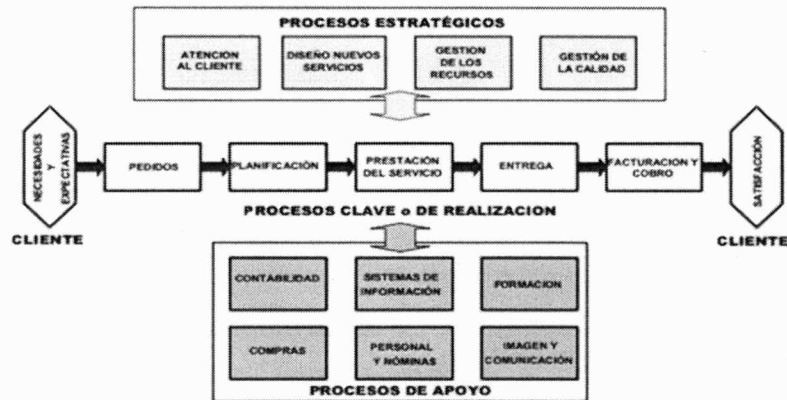 PROCESOS ESTRATÉGICOS
ATENCION
AL CLIENTE
DISEÑO NUEVOS
SERVICIOS
GESTION
DE LOS
RECURSOS
GESTIÓN DE
LA CALIDAD
NECESIDADES
Y
EXPECTATIVAS
CLIENTE
PEDIDOS
PLANIFICACIÓN
PRESTACIÓN
DEL SERVICIO
ENTREGA
FACTURACION Y
COBRO
SATISFACCIÓN
CLIENTE
PROCESOS CLAVE o DE REALIZACION
CONTABILIDAD
SISTEMAS DE
INFORMACIÓN
FORMACION
COMPRAS
PERSONAL
Y NÓMINAS
IMAGEN Y
COMUNICACIÓN
PROCESOS DE APOYO